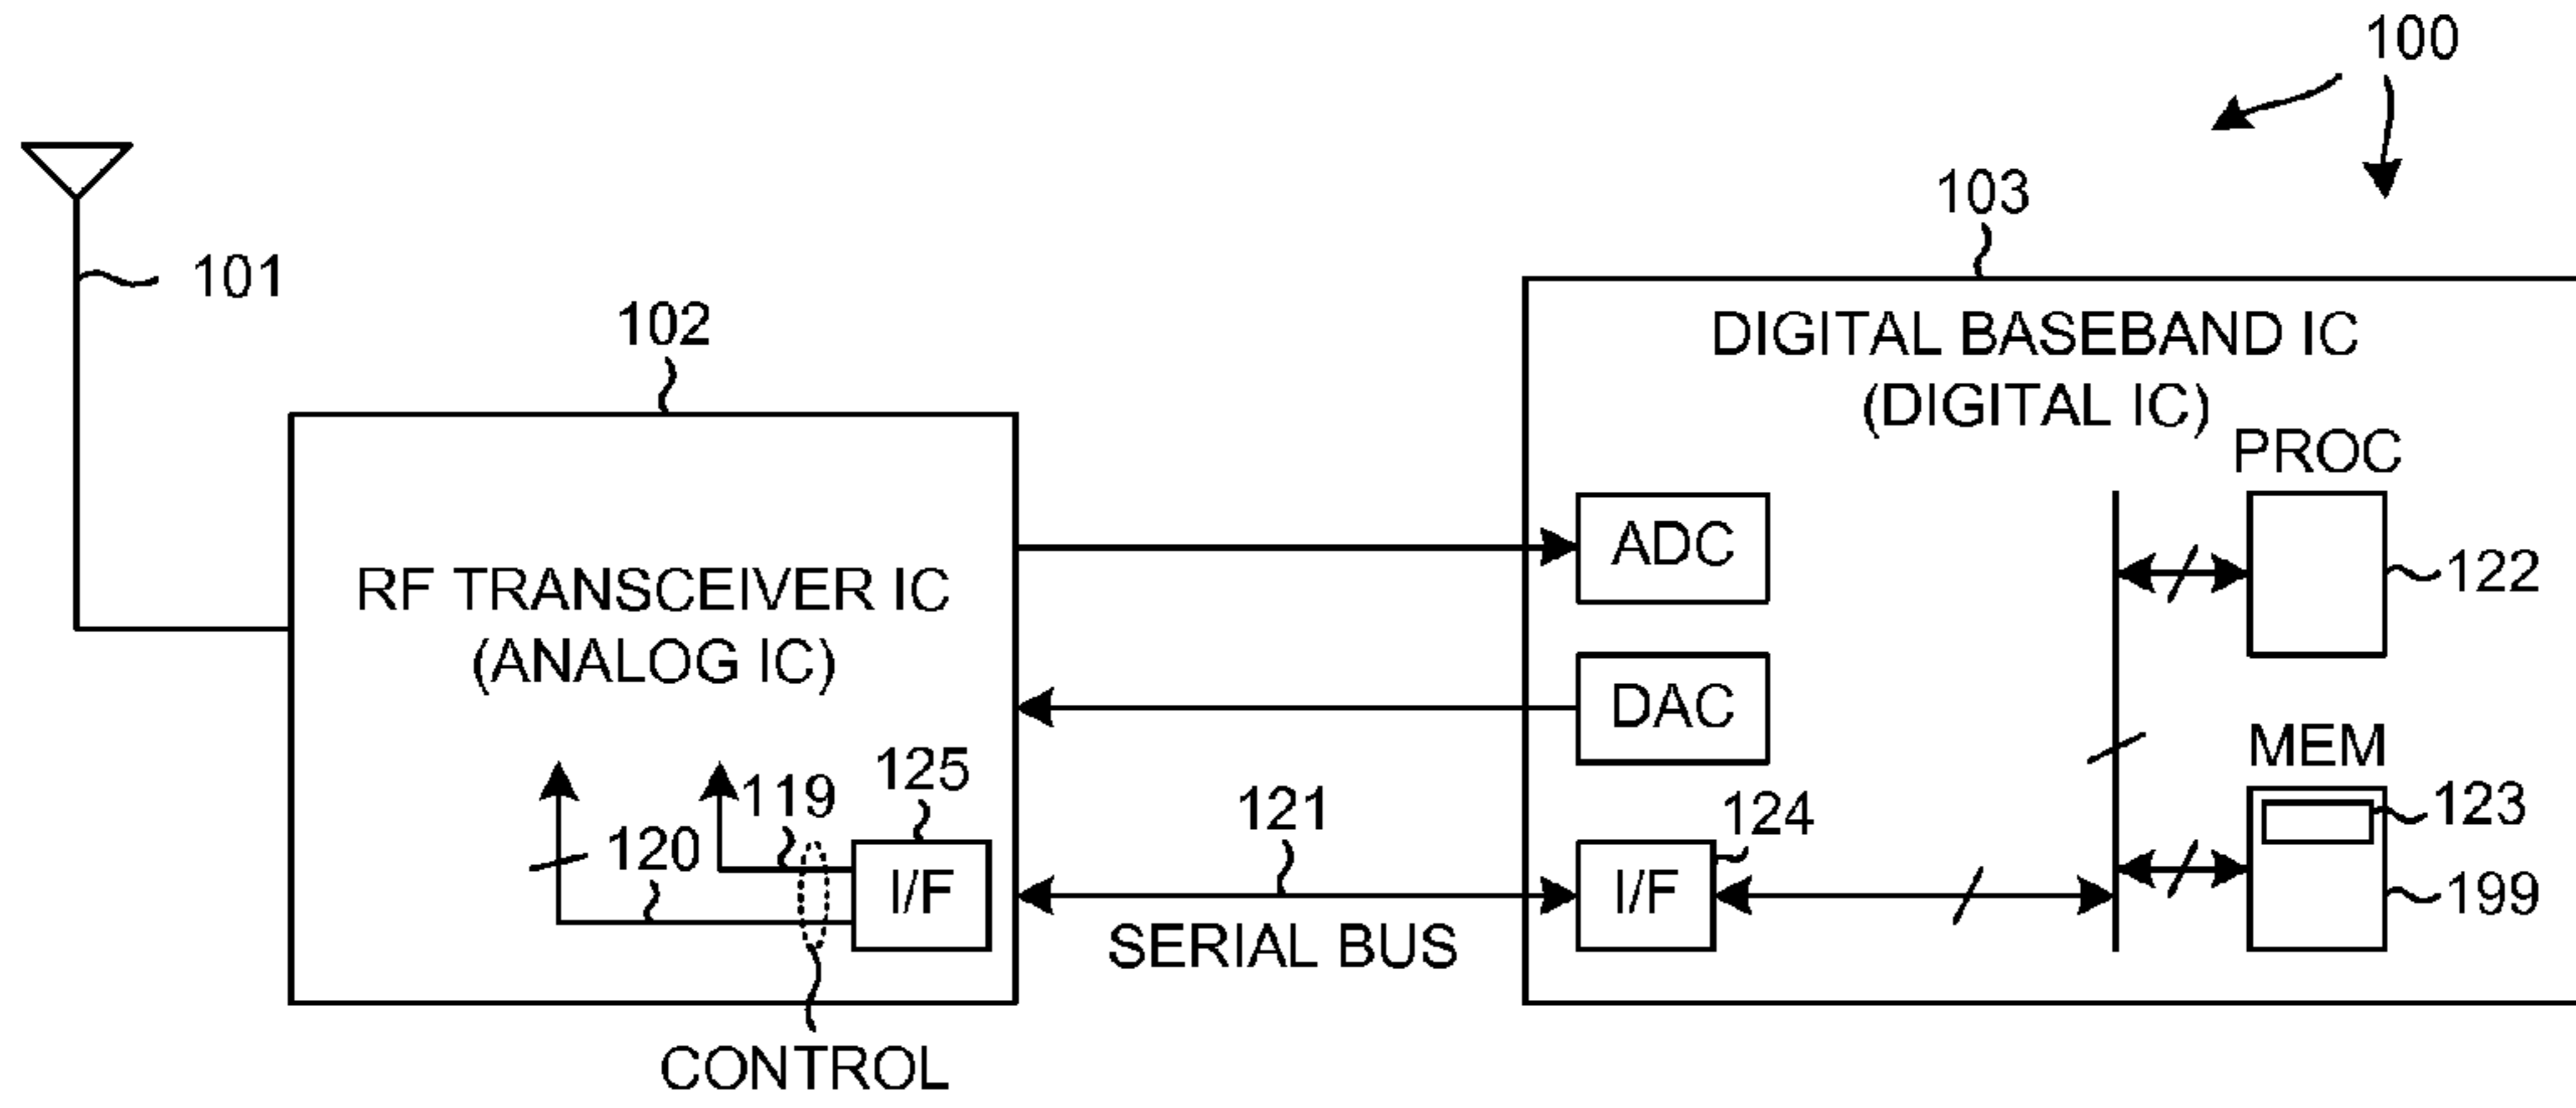 100
103
101
102
DIGITAL BASEBAND IC
(DIGITAL IC)
PROC
ADC
122
RF TRANSCEIVER IC
(ANALOG IC)
DAC
MEM
125
119
121
124
123
120
I/F
I/F
199
SERIAL BUS
CONTROL